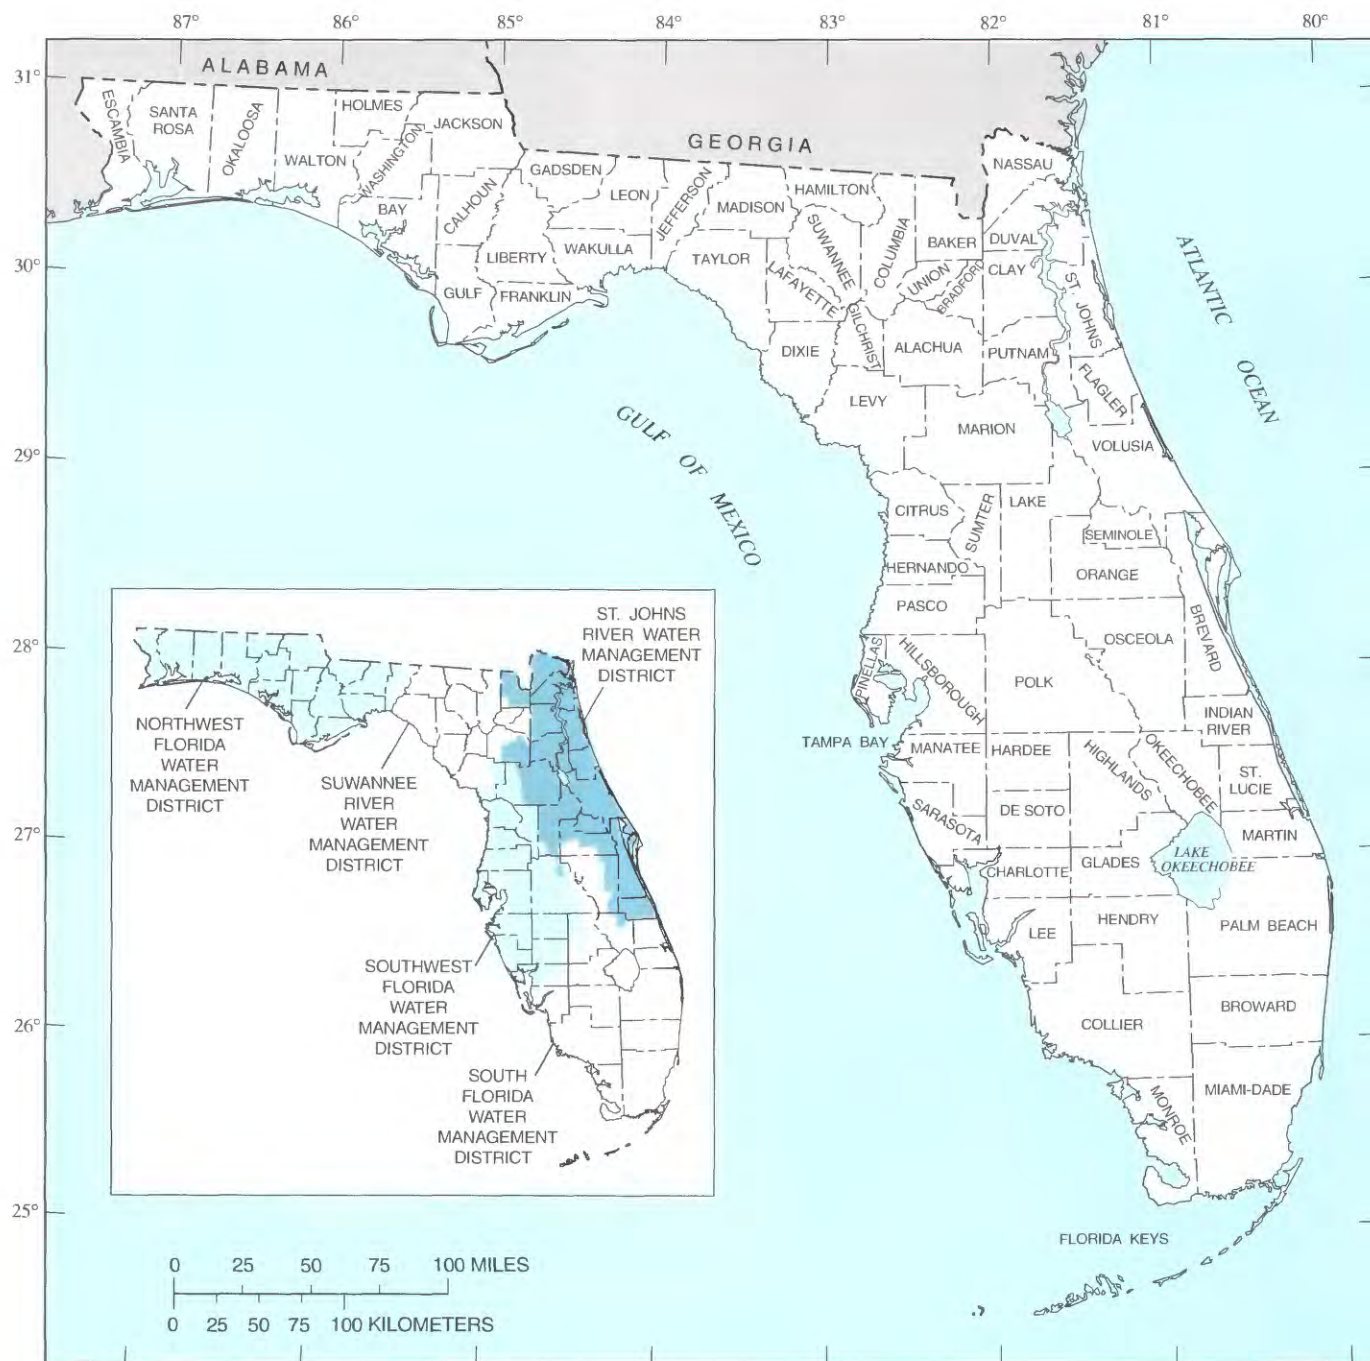 87° 86° 85° 84° 83° 82° 81° 80°
31°
30°
29°
28°
27°
26°
25°
ALABAMA
GEORGIA
ESCAMBIA
SANTA
ROSA
OKALOOSA
WALTON
HOLMES
WASHINGTON
JACKSON
BAY
CALHOUN
GULF
LIBERTY
FRANKLIN
GADSDEN
LEON
WAKULLA
JEFFERSON
MADISON
TAYLOR
HAMILTON
SUWANNEE
LAFAYETTE
DIXIE
GILCHRIST
COLUMBIA
BAKER
UNION
BRADFORD
NASSAU
DUVAL
CLAY
ST. JOHNS
ALACHUA
PUTNAM
FLAGLER
LEVY
MARION
VOLUSIA
CITRUS
SUMTER
LAKE
SEMINOLE
HERNANDO
ORANGE
PASCO
BREVARD
OSCEOLA
PINELLAS
HILLSBOROUGH
POLK
INDIAN
RIVER
TAMPA BAY
MANATEE
HARDEE
HIGHLANDS
OKEECHOBEE
ST.
LUCIE
SARASOTA
DE SOTO
MARTIN
CHARLOTTE
GLADES
LAKE
OKEECHOBEE
LEE
HENDRY
PALM BEACH
BROWARD
COLLIER
MIAMI-DADE
MONROE
FLORIDA KEYS
ATLANTIC OCEAN
GULF OF MEXICO
ST. JOHNS
RIVER WATER
MANAGEMENT
DISTRICT
NORTHWEST
FLORIDA
WATER
MANAGEMENT
DISTRICT
SUWANNEE
RIVER
WATER
MANAGEMENT
DISTRICT
SOUTHWEST
FLORIDA
WATER
MANAGEMENT
DISTRICT
SOUTH
FLORIDA
WATER
MANAGEMENT
DISTRICT
0 25 50 75 100 MILES
0 25 50 75 100 KILOMETERS